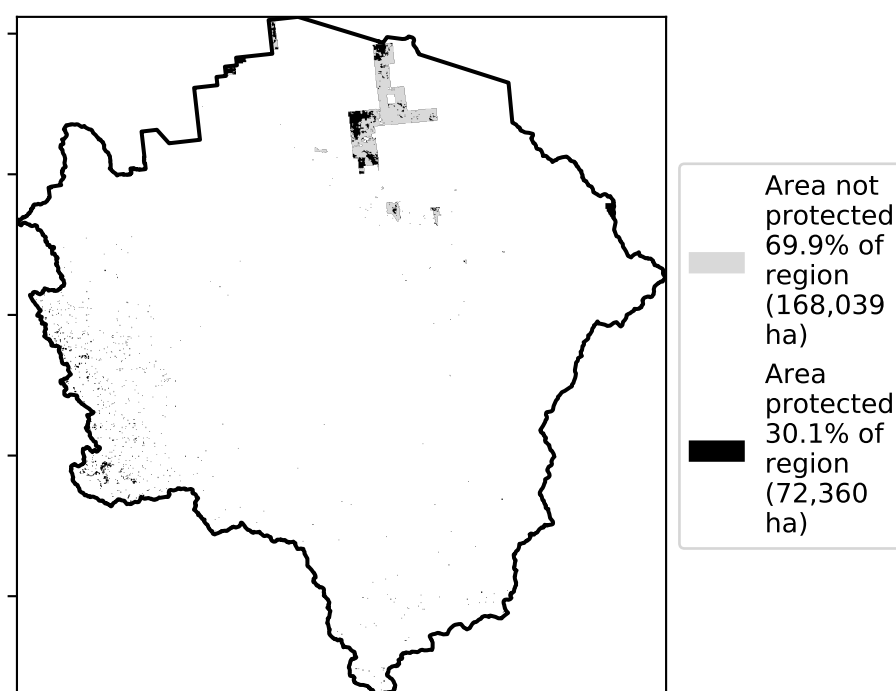 Area not
protected
69.9% of
region
(168,039
ha)
Area
protected
30.1% of
region
(72,360
ha)